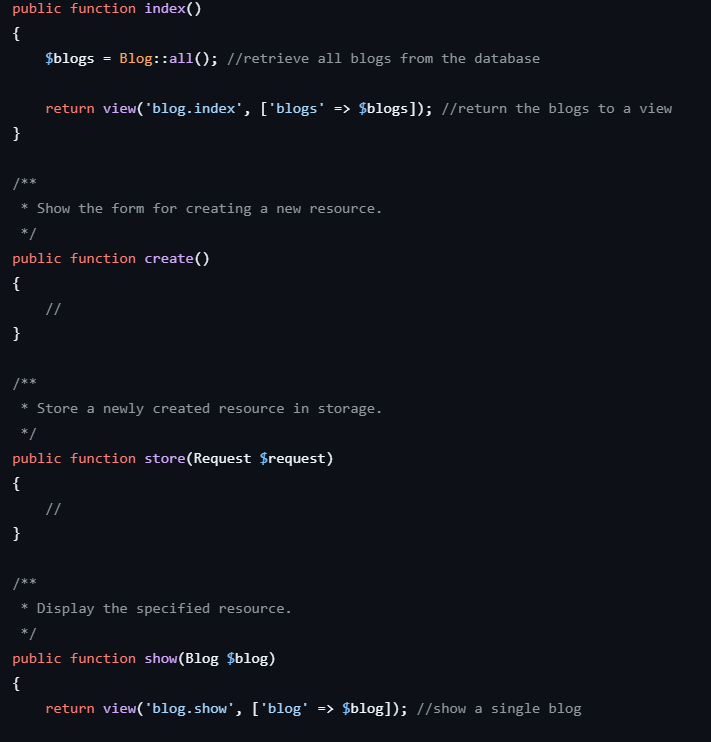 public function index()
{
    $blogs = Blog::all(); //retrieve all blogs from the database
    return view('blog.index', ['blogs' => $blogs]); //return the blogs to a view
}
/**
 * Show the form for creating a new resource.
 */
public function create()
{
    //
}
/**
 * Store a newly created resource in storage.
 */
public function store(Request $request)
{
    //
}
/**
 * Display the specified resource.
 */
public function show(Blog $blog)
{
    return view('blog.show', ['blog' => $blog]); //show a single blog